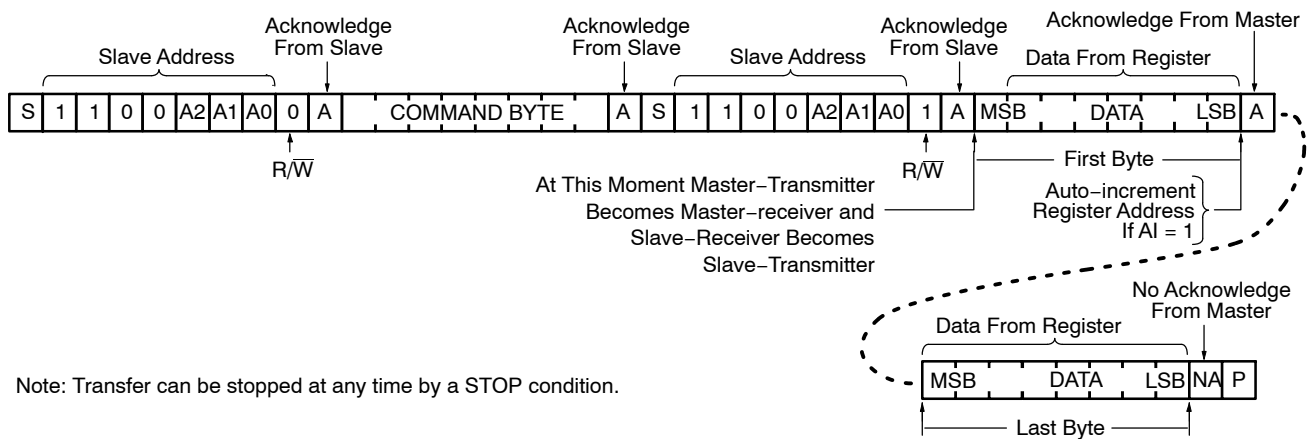 Acknowledge From Slave
Acknowledge From Slave
Acknowledge From Slave
Acknowledge From Master
Slave Address
Slave Address
Data From Register
S 1 1 0 0 A2 A1 A0 0 A COMMAND BYTE A S 1 1 0 0 A2 A1 A0 1 A MSB DATA LSB A
R/W̅
R/W̅
First Byte
At This Moment Master−Transmitter
Becomes Master−receiver and
Slave−Receiver Becomes
Slave−Transmitter
Auto−increment
Register Address
If AI = 1
No Acknowledge
From Master
Data From Register
MSB DATA LSB NA P
Last Byte
Note: Transfer can be stopped at any time by a STOP condition.